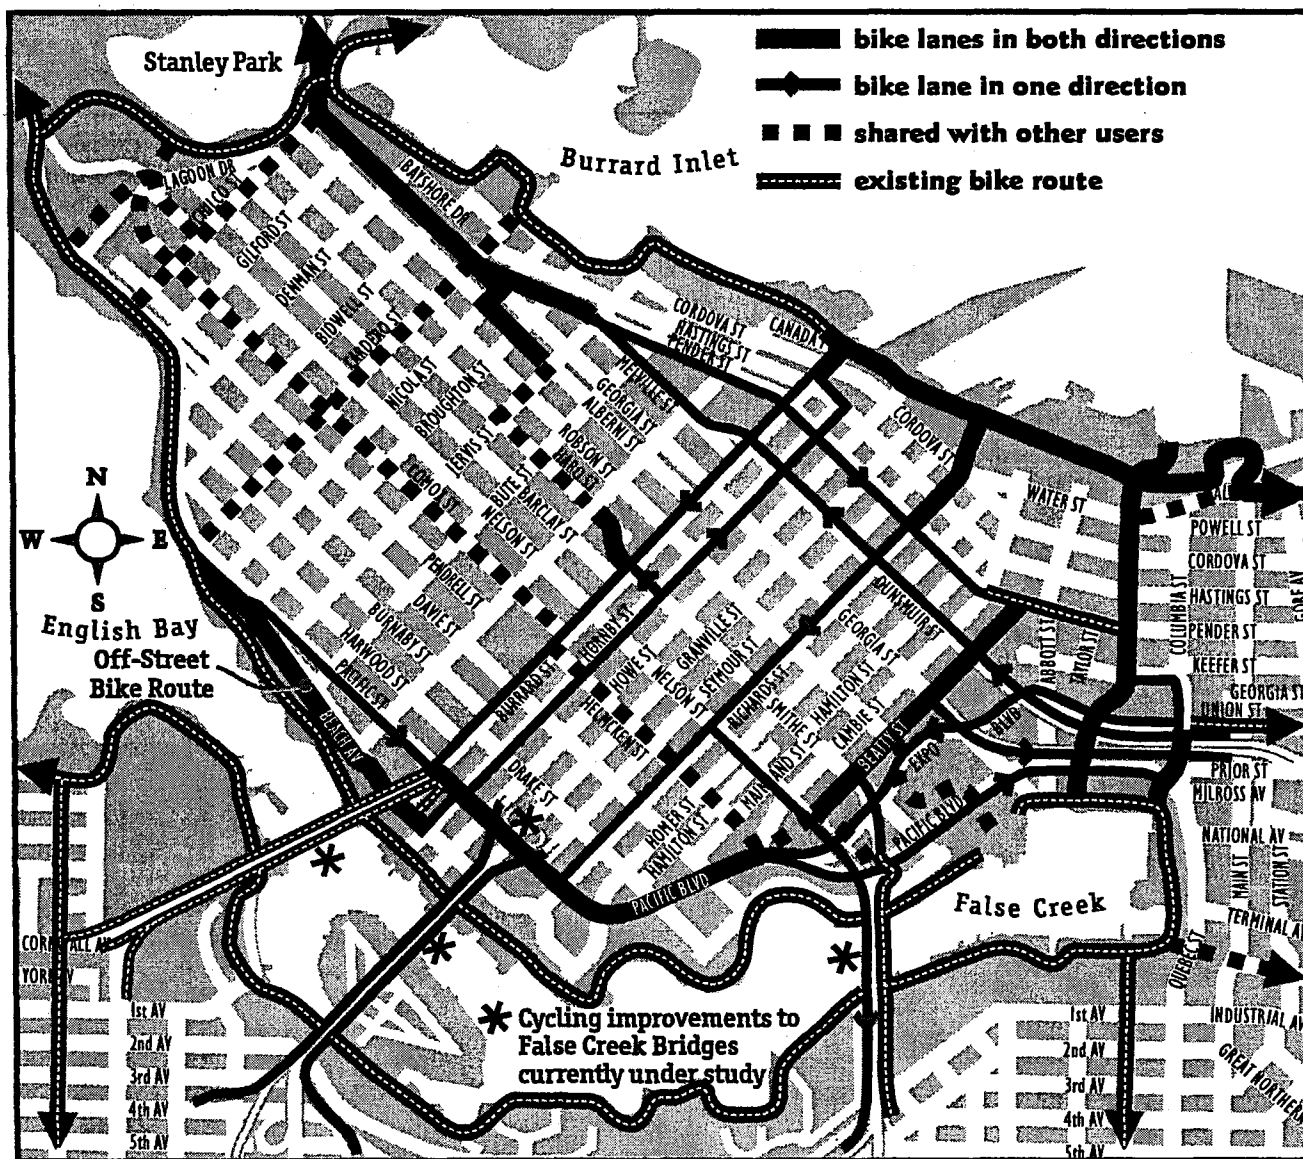 Stanley Park
bike lanes in both directions
bike lane in one direction
shared with other users
existing bike route
Burrard Inlet
LAGOON DR
CHILCO ST
GILFORD ST
DENMAN ST
BIDWELL ST
CARDERO ST
NICOLA ST
BROUGHTON ST
JERVIS ST
BUTE ST
BAYSHORE DR
CORDOVA ST
HASTINGS ST
PENDER ST
MELVILLE ST
GEORGIA ST
ALBERNI ST
ROBSON ST
HARO ST
BARCLAY ST
NELSON ST
COMOX ST
PENDRELL ST
DAVIE ST
BURNABY ST
HARWOOD ST
PACIFIC ST
BEACH AV
CORDOVA ST
WATER ST
POWELL ST
CORDOVA ST
HASTINGS ST
PENDER ST
KEEFER ST
GEORGIA ST
UNION ST
PRIOR ST
MILROSS AV
NATIONAL AV
TERMINAL AV
INDUSTRIAL AV
COLUMBIA ST
GORE AV
ABBOTT ST
TAYLOR ST
MAIN ST
STATION ST
QUEBEC ST
N
W
E
S
English Bay
Off-Street
Bike Route
BURRARD ST
HORNBY ST
HOWE ST
GRANVILLE ST
SEYMOUR ST
RICHARDS ST
NELSON ST
SMITHE ST
HELMCKEN ST
DRAKE ST
HOMER ST
HAMILTON ST
HAMILTON ST
CAMBIE ST
BEATTY ST
DUNSMUIR ST
GEORGIA ST
EXPO
BLVD
PACIFIC BLVD
PACIFIC BLVD
False Creek
YORK AV
1st AV
2nd AV
3rd AV
4th AV
5th AV
Cycling improvements to
False Creek Bridges
currently under study
1st AV
2nd AV
3rd AV
4th AV
5th AV